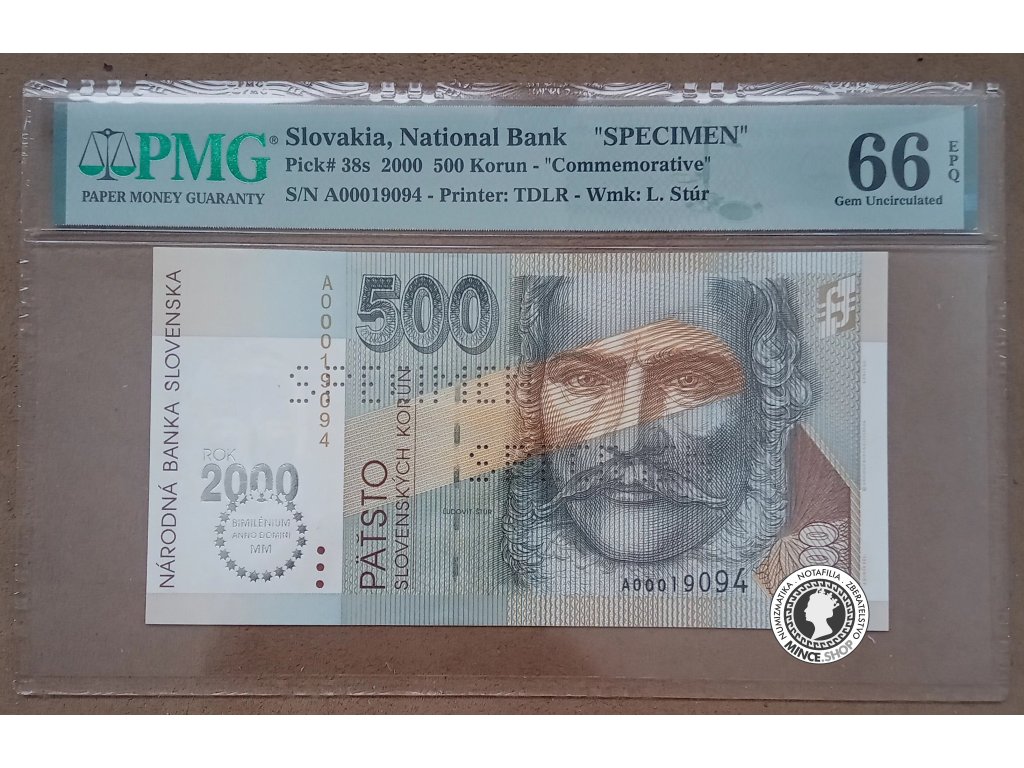 PMG®
PAPER MONEY GUARANTY
Slovakia, National Bank "SPECIMEN"
Pick# 38s 2000 500 Korun - "Commemorative"
S/N A00019094 - Printer: TDLR - Wmk: L. Stúr
66
EPQ
Gem Uncirculated
NÁRODNÁ BANKA SLOVENSKA
A00019094
500
SPECIMEN
ROK
2000
BIMILÉNIUM
ANNO DOMINI
MM
PÄŤSTO
SLOVENSKÝCH KORÚN
ĽUDOVÍT ŠTÚR
A00019094
NUMIZMATIKA . NOTAFILIA . ZBERATELSTVO
MINCE.SHOP